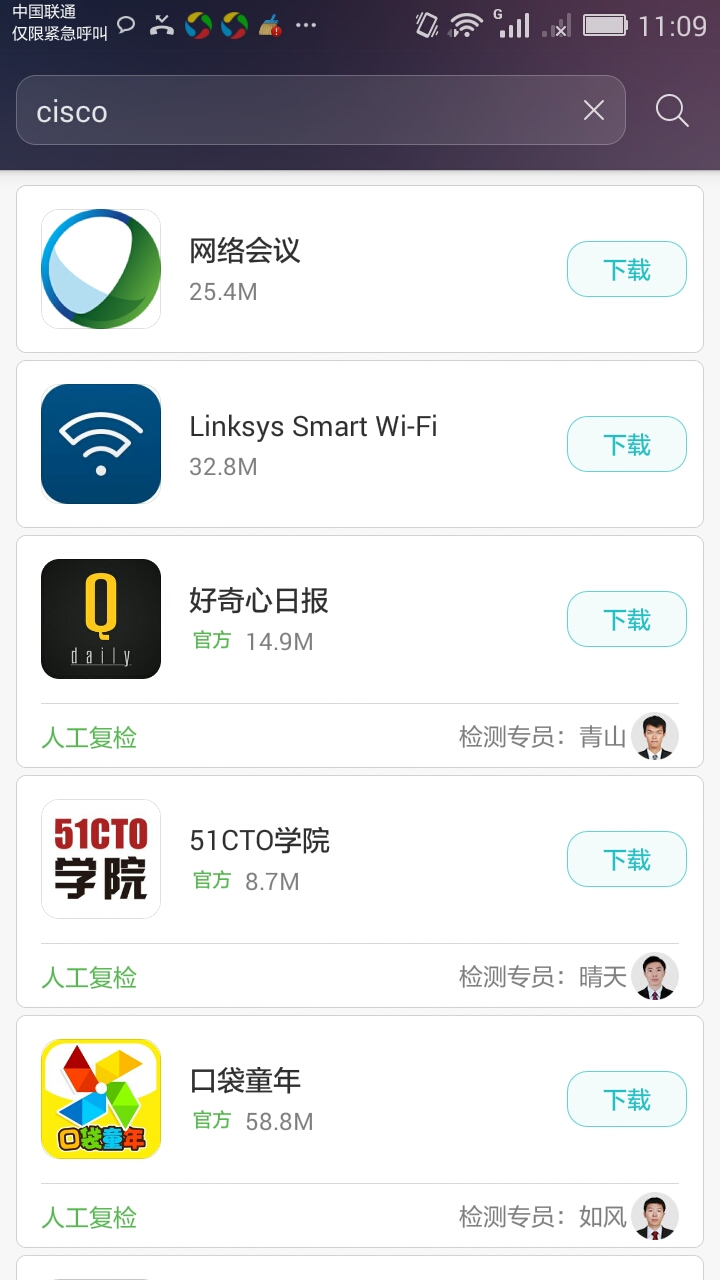 中国联通
仅限紧急呼叫
G
11:09
cisco
网络会议
25.4M
下载
Linksys Smart Wi-Fi
32.8M
下载
Q
daily
好奇心日报
官方 14.9M
下载
人工复检
检测专员：青山
51CTO
学院
51CTO学院
官方 8.7M
下载
人工复检
检测专员：晴天
口袋童年
口袋童年
官方 58.8M
下载
人工复检
检测专员：如风